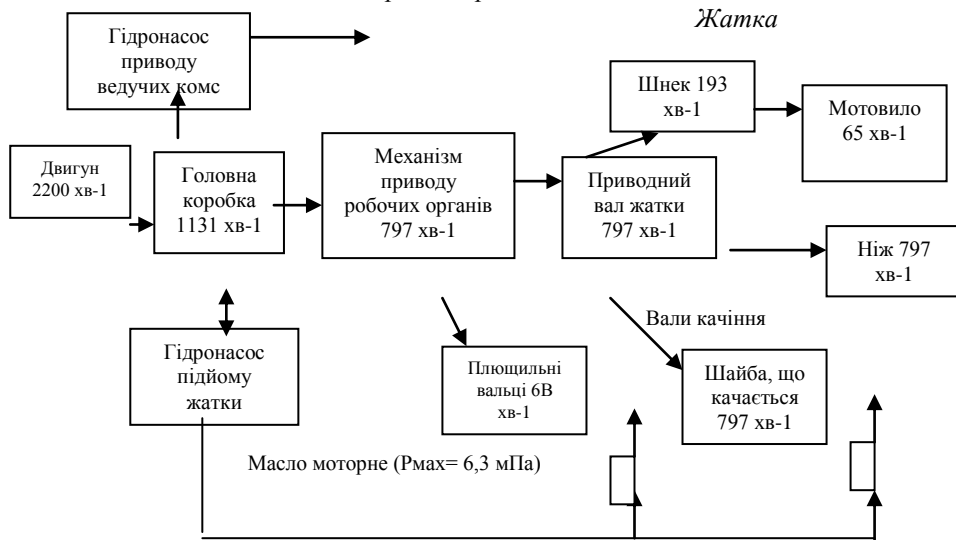 Жатка
Гідронасос
приводу
ведучих комс
Шнек 193
хв-1
Мотовило
65 хв-1
Двигун
2200 хв-1
Головна
коробка
1131 хв-1
Механізм
приводу
робочих органів
797 хв-1
Приводний
вал жатки
797 хв-1
Ніж 797
хв-1
Вали качіння
Гідронасос
підйому
жатки
Плющильні
вальці 6В
хв-1
Шайба, що
качається
797 хв-1
Масло моторне (Рмах= 6,3 мПа)